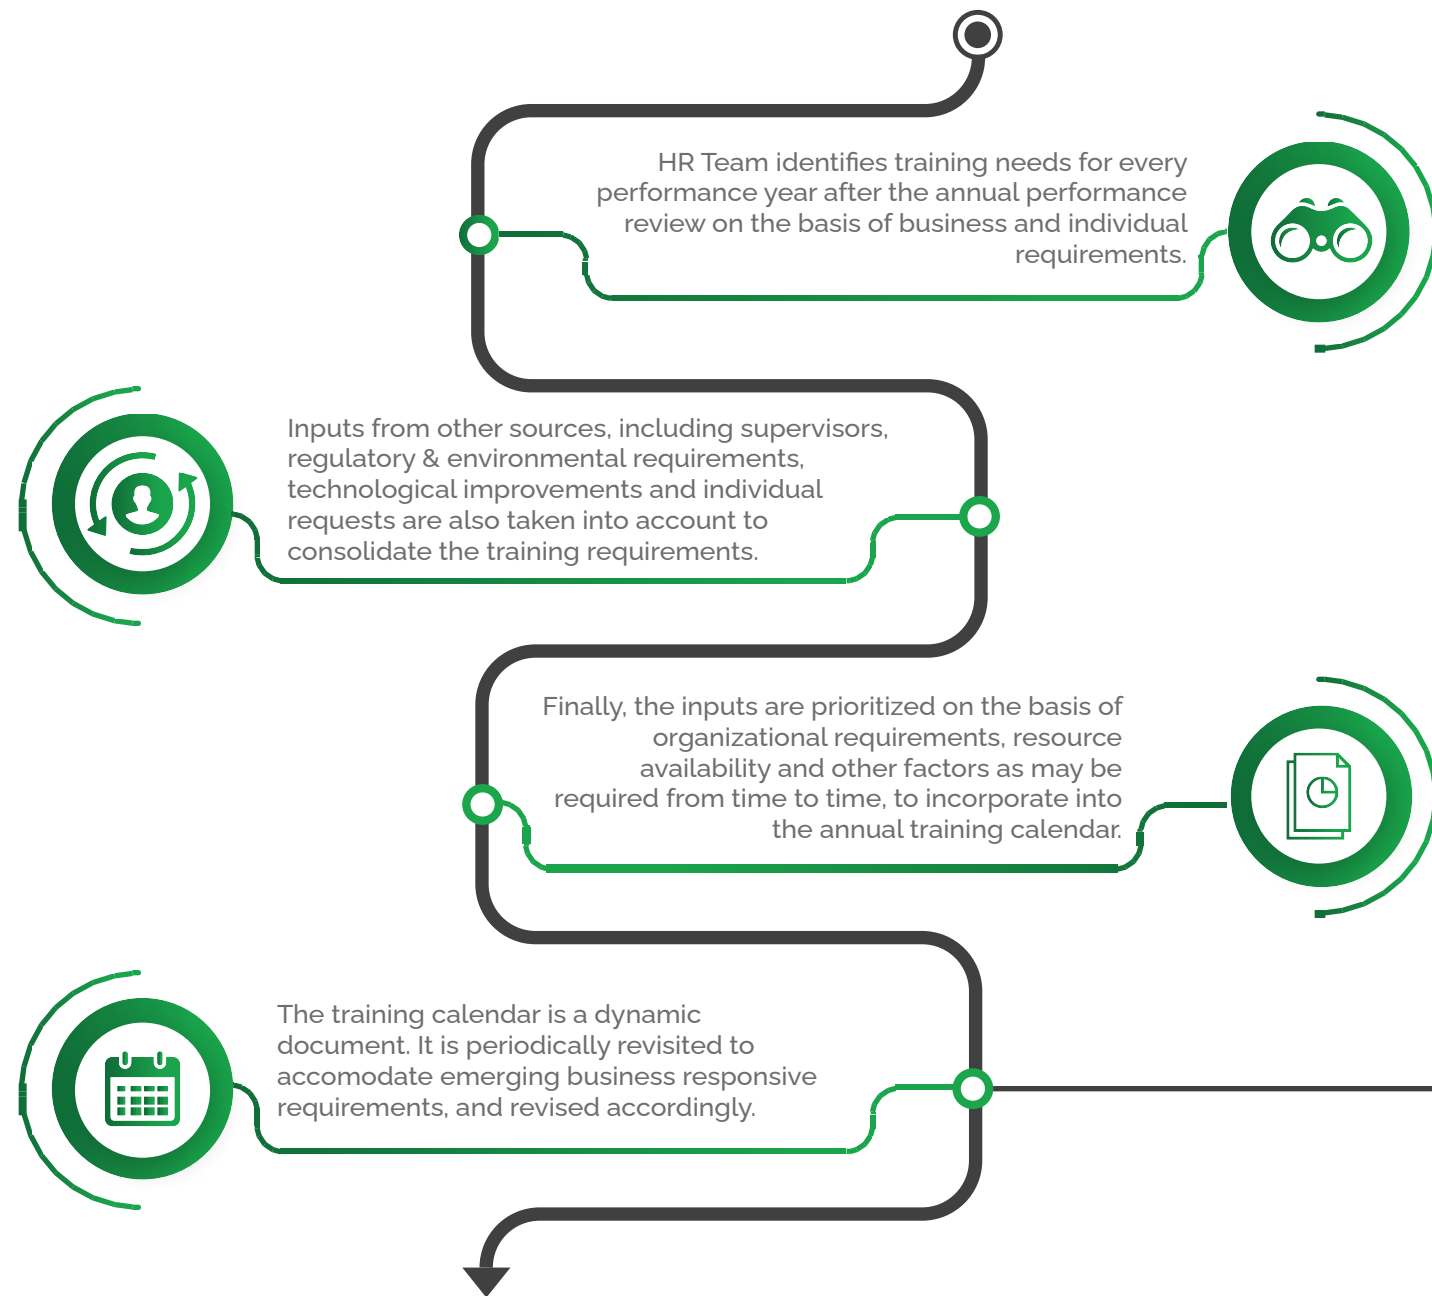 HR Team identifies training needs for every
performance year after the annual performance
review on the basis of business and individual
requirements.
Inputs from other sources, including supervisors,
regulatory & environmental requirements,
technological improvements and individual
requests are also taken into account to
consolidate the training requirements.
Finally, the inputs are prioritized on the basis of
organizational requirements, resource
availability and other factors as may be
required from time to time, to incorporate into
the annual training calendar.
The training calendar is a dynamic
document. It is periodically revisited to
accomodate emerging business responsive
requirements, and revised accordingly.